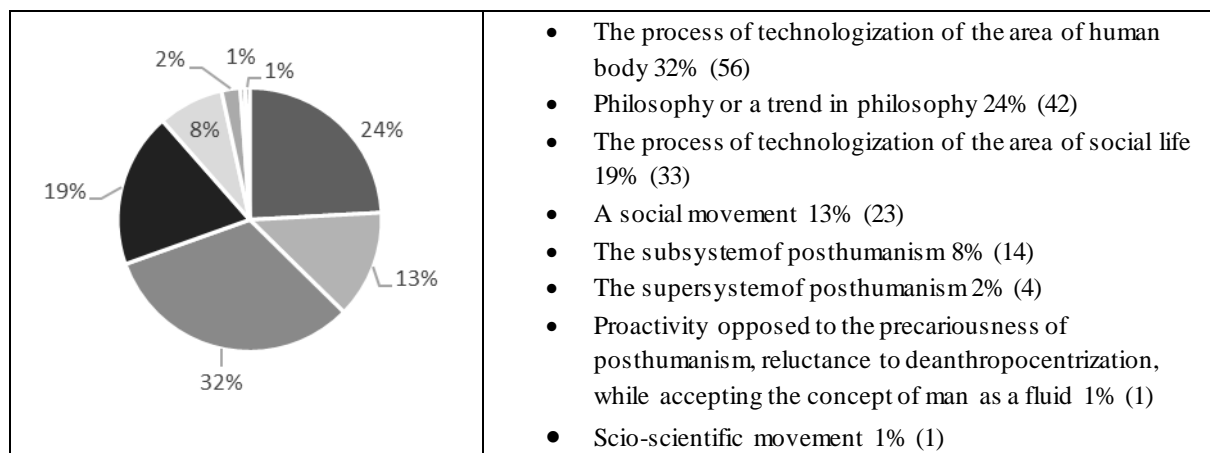 1%
2%
1%
8%
24%
19%
13%
32%
• The process of technologization of the area of human
body 32% (56)
• Philosophy or a trend in philosophy 24% (42)
• The process of technologization of the area of social life
19% (33)
• A social movement 13% (23)
• The subsystem of posthumanism 8% (14)
• The supersystem of posthumanism 2% (4)
• Proactivity opposed to the precariousness of
posthumanism, reluctance to deanthropocentrization,
while accepting the concept of man as a fluid 1% (1)
• Scio-scientific movement 1% (1)